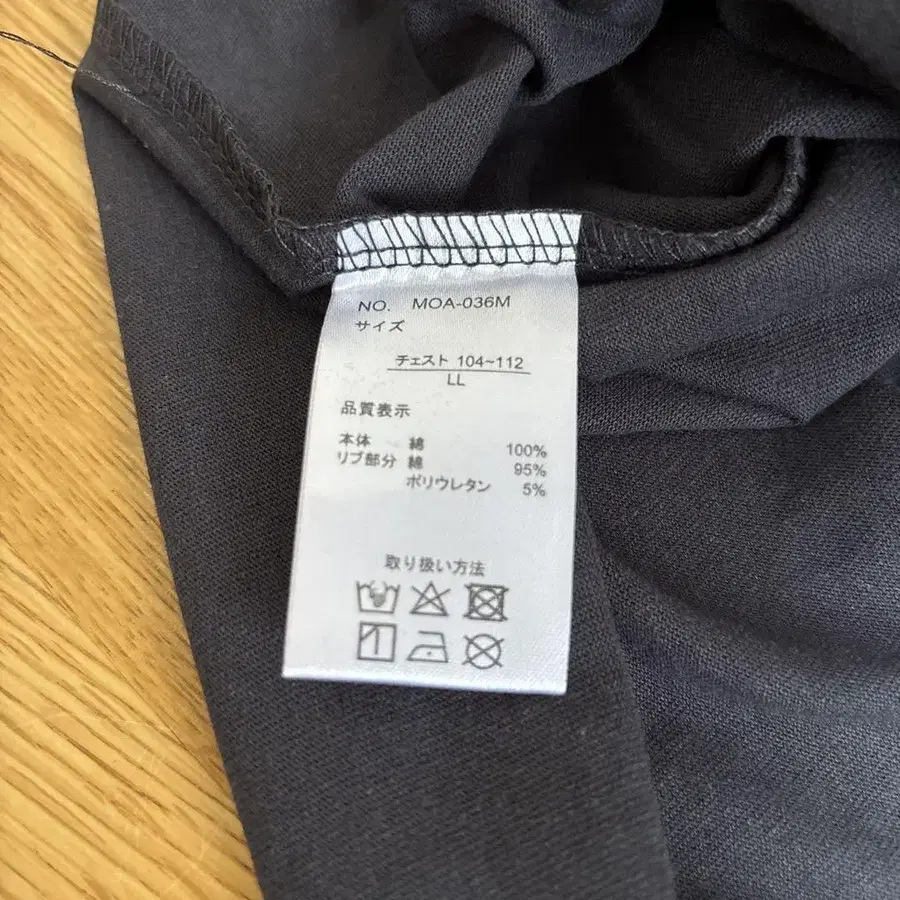 NO. MOA-036M
サイズ
チェスト 104~112
LL
品質表示
本体 綿 100%
リブ部分 綿 95%
ポリウレタン 5%
取り扱い方法